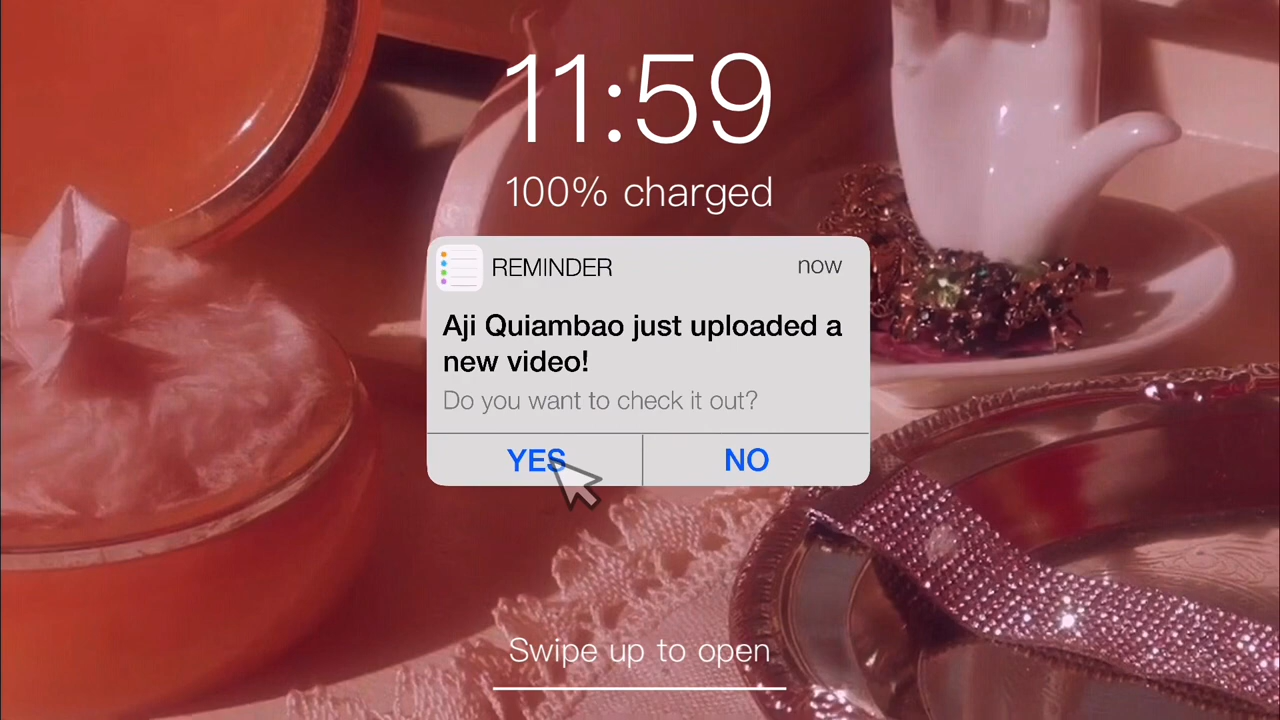 11:59
100% charged
REMINDER now
Aji Quiambao just uploaded a
new video!
Do you want to check it out?
YES NO
Swipe up to open